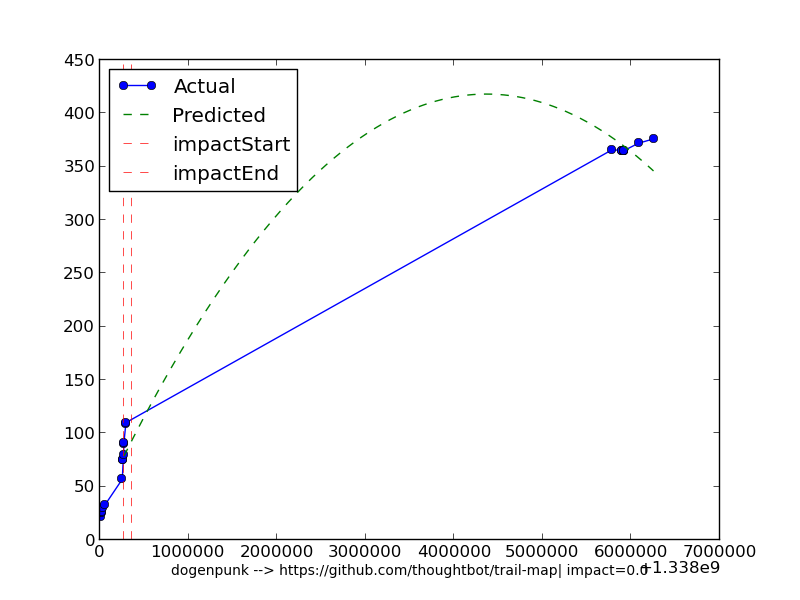 450
400
350
300
250
200
150
100
50
0
Actual
Predicted
impactStart
impactEnd
0 1000000 2000000 3000000 4000000 5000000 6000000 7000000
+1.338e9
dogenpunk --> https://github.com/thoughtbot/trail-map| impact=0.0